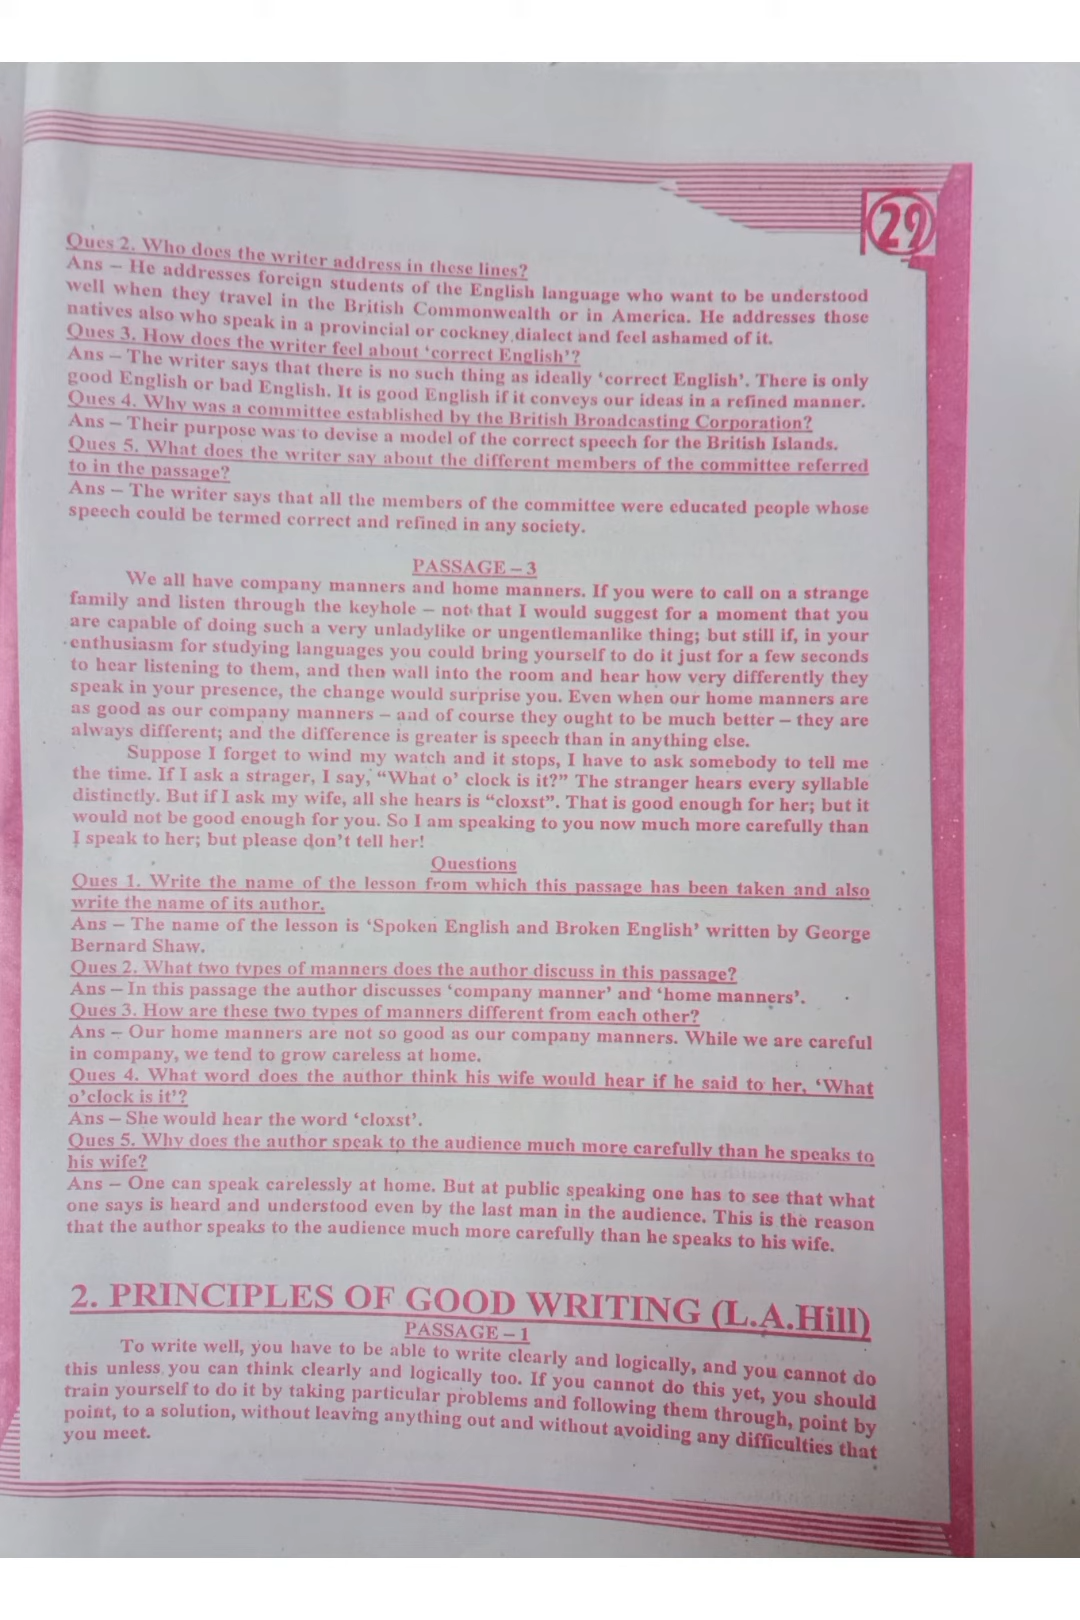 29
Ques 2. Who does the writer address in these lines?
Ans – He addresses foreign students of the English language who want to be understood
well when they travel in the British Commonwealth or in America. He addresses those
natives also who speak in a provincial or cockney dialect and feel ashamed of it.
Ques 3. How does the writer feel about ‘correct English’?
Ans – The writer says that there is no such thing as ideally ‘correct English’. There is only
good English or bad English. It is good English if it conveys our ideas in a refined manner.
Ques 4. Why was a committee established by the British Broadcasting Corporation?
Ans – Their purpose was to devise a model of the correct speech for the British Islands.
Ques 5. What does the writer say about the different members of the committee referred
to in the passage?
Ans – The writer says that all the members of the committee were educated people whose
speech could be termed correct and refined in any society.
PASSAGE – 3
We all have company manners and home manners. If you were to call on a strange
family and listen through the keyhole – not that I would suggest for a moment that you
are capable of doing such a very unladylike or ungentlemanlike thing; but still if, in your
enthusiasm for studying languages you could bring yourself to do it just for a few seconds
to hear listening to them, and then wall into the room and hear how very differently they
speak in your presence, the change would surprise you. Even when our home manners are
as good as our company manners – and of course they ought to be much better – they are
always different; and the difference is greater is speech than in anything else.
Suppose I forget to wind my watch and it stops, I have to ask somebody to tell me
the time. If I ask a strager, I say, “What o’ clock is it?” The stranger hears every syllable
distinctly. But if I ask my wife, all she hears is “cloxst”. That is good enough for her; but it
would not be good enough for you. So I am speaking to you now much more carefully than
I speak to her; but please don’t tell her!
Questions
Ques 1. Write the name of the lesson from which this passage has been taken and also
write the name of its author.
Ans – The name of the lesson is ‘Spoken English and Broken English’ written by George
Bernard Shaw.
Ques 2. What two types of manners does the author discuss in this passage?
Ans – In this passage the author discusses ‘company manner’ and ‘home manners’.
Ques 3. How are these two types of manners different from each other?
Ans – Our home manners are not so good as our company manners. While we are careful
in company, we tend to grow careless at home.
Ques 4. What word does the author think his wife would hear if he said to her, ‘What
o’clock is it’?
Ans – She would hear the word ‘cloxst’.
Ques 5. Why does the author speak to the audience much more carefully than he speaks to
his wife?
Ans – One can speak carelessly at home. But at public speaking one has to see that what
one says is heard and understood even by the last man in the audience. This is the reason
that the author speaks to the audience much more carefully than he speaks to his wife.
2. PRINCIPLES OF GOOD WRITING (L.A.Hill)
PASSAGE – 1
To write well, you have to be able to write clearly and logically, and you cannot do
this unless you can think clearly and logically too. If you cannot do this yet, you should
train yourself to do it by taking particular problems and following them through, point by
point, to a solution, without leaving anything out and without avoiding any difficulties that
you meet.